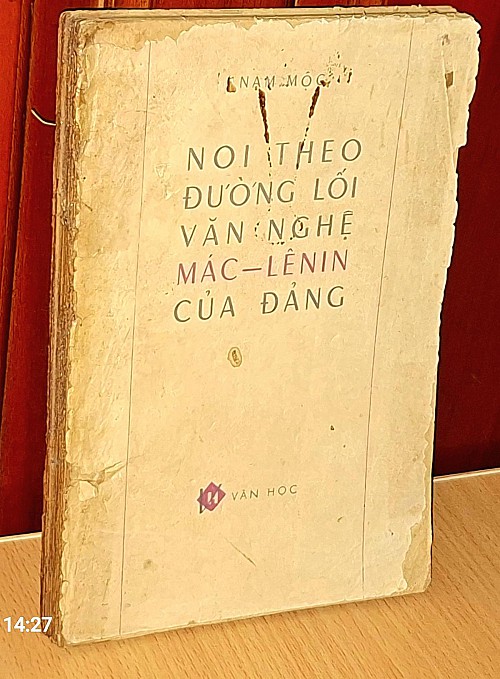 NAM MỘC
NOI THEO
ĐƯỜNG LỐI
VĂN NGHỆ
MÁC–LÊNIN
CỦA ĐẢNG
VĂN HỌC
14:27